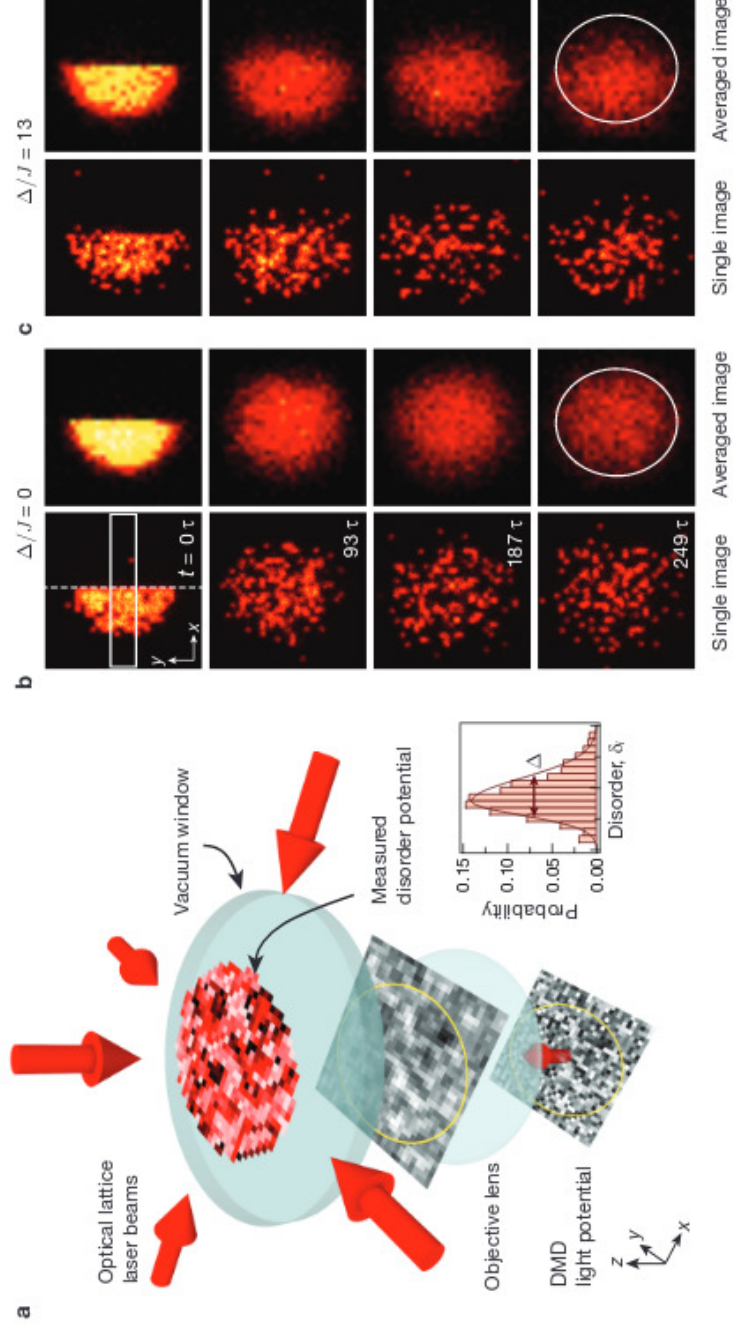 a
Optical lattice
laser beams
Vacuum window
Measured
disorder potential
Objective lens
DMD
light potential
z
y
x
Probability
0.15
0.10
0.05
0.00
Δ
Disorder, δᵢ
b
Δ/J = 0
y
x
t = 0 τ
93 τ
187 τ
249 τ
Single image
Averaged image
c
Δ/J = 13
Single image
Averaged image